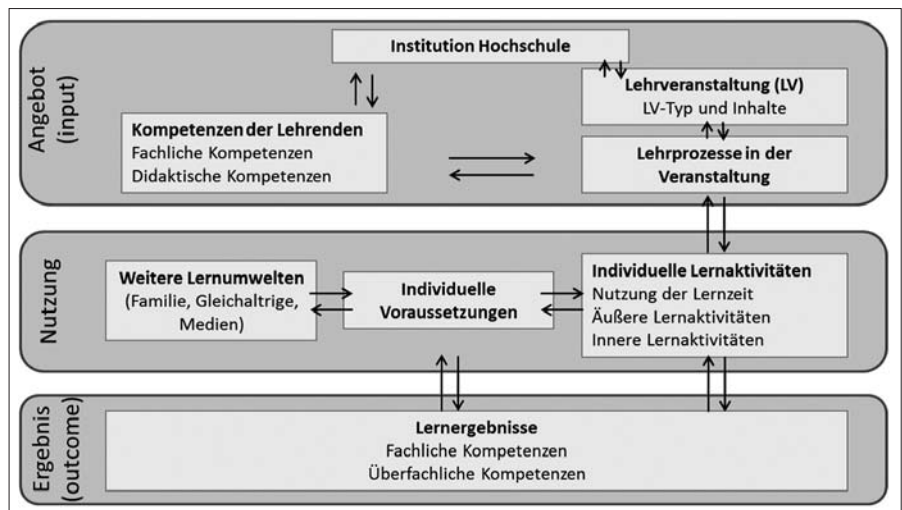 Angebot
(input)
Institution Hochschule
Lehrveranstaltung (LV)
LV-Typ und Inhalte
Kompetenzen der Lehrenden
Fachliche Kompetenzen
Didaktische Kompetenzen
Lehrprozesse in der
Veranstaltung
Nutzung
Weitere Lernumwelten
(Familie, Gleichaltrige,
Medien)
Individuelle
Voraussetzungen
Individuelle Lernaktivitäten
Nutzung der Lernzeit
Äußere Lernaktivitäten
Innere Lernaktivitäten
Ergebnis
(outcome)
Lernergebnisse
Fachliche Kompetenzen
Überfachliche Kompetenzen